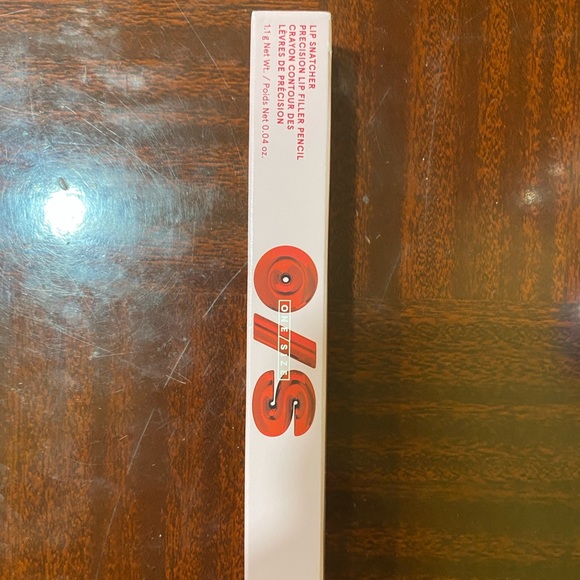 LIP SNATCHER
PRECISION LIP FILLER PENCIL
CRAYON CONTOUR DES
LÈVRES DE PRÉCISION
1.1 g Net Wt. / Poids Net 0.04 oz.
O/S
ONE/SIZE